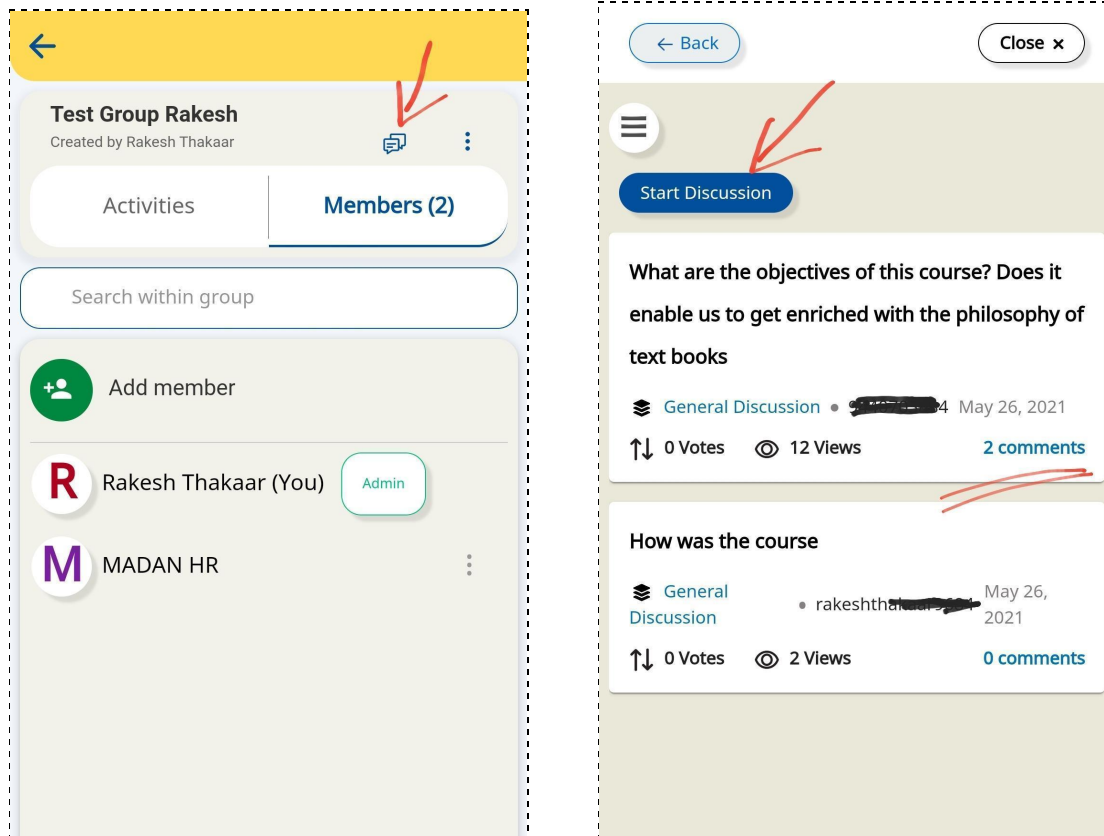 Test Group Rakesh
Created by Rakesh Thakaar
Activities
Members (2)
Search within group
Add member
R
Rakesh Thakaar (You)
Admin
M
MADAN HR
← Back
Close ×
Start Discussion
What are the objectives of this course? Does it
enable us to get enriched with the philosophy of
text books
General Discussion • May 26, 2021
0 Votes
12 Views
2 comments
How was the course
General
Discussion
•
May 26,
2021
0 Votes
2 Views
0 comments